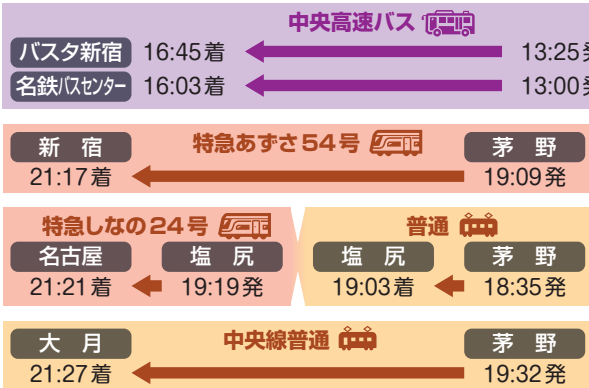 中央高速バス
バスタ新宿 16:45着 13:25発
名鉄バスセンター 16:03着 13:00発
特急あずさ54号
新宿 茅野
21:17着 19:09発
特急しなの24号 普通
名古屋 塩尻 塩尻 茅野
21:21着 19:19発 19:03着 18:35発
中央線普通
大月 茅野
21:27着 19:32発